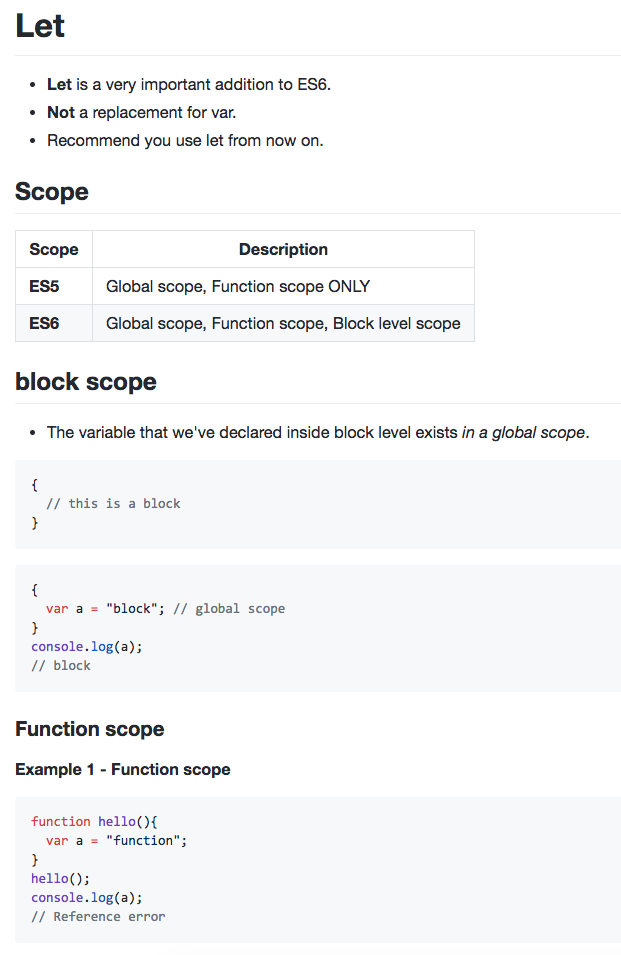 Let
Let is a very important addition to ES6.
Not a replacement for var.
Recommend you use let from now on.
Scope
Scope Description
ES5 Global scope, Function scope ONLY
ES6 Global scope, Function scope, Block level scope
block scope
The variable that we've declared inside block level exists in a global scope.
{
  // this is a block
}
{
  var a = "block"; // global scope
}
console.log(a);
// block
Function scope
Example 1 - Function scope
function hello(){
  var a = "function";
}
hello();
console.log(a);
// Reference error